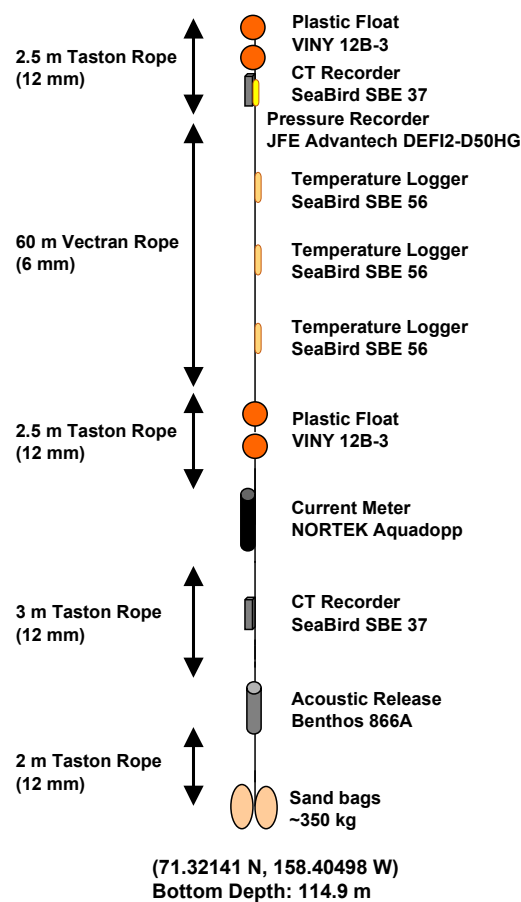 Plastic Float
VINY 12B-3
2.5 m Taston Rope
(12 mm)
CT Recorder
SeaBird SBE 37
Pressure Recorder
JFE Advantech DEFI2-D50HG
Temperature Logger
SeaBird SBE 56
60 m Vectran Rope
(6 mm)
Temperature Logger
SeaBird SBE 56
Temperature Logger
SeaBird SBE 56
2.5 m Taston Rope
(12 mm)
Plastic Float
VINY 12B-3
Current Meter
NORTEK Aquadopp
3 m Taston Rope
(12 mm)
CT Recorder
SeaBird SBE 37
Acoustic Release
Benthos 866A
2 m Taston Rope
(12 mm)
Sand bags
~350 kg
(71.32141 N, 158.40498 W)
Bottom Depth: 114.9 m